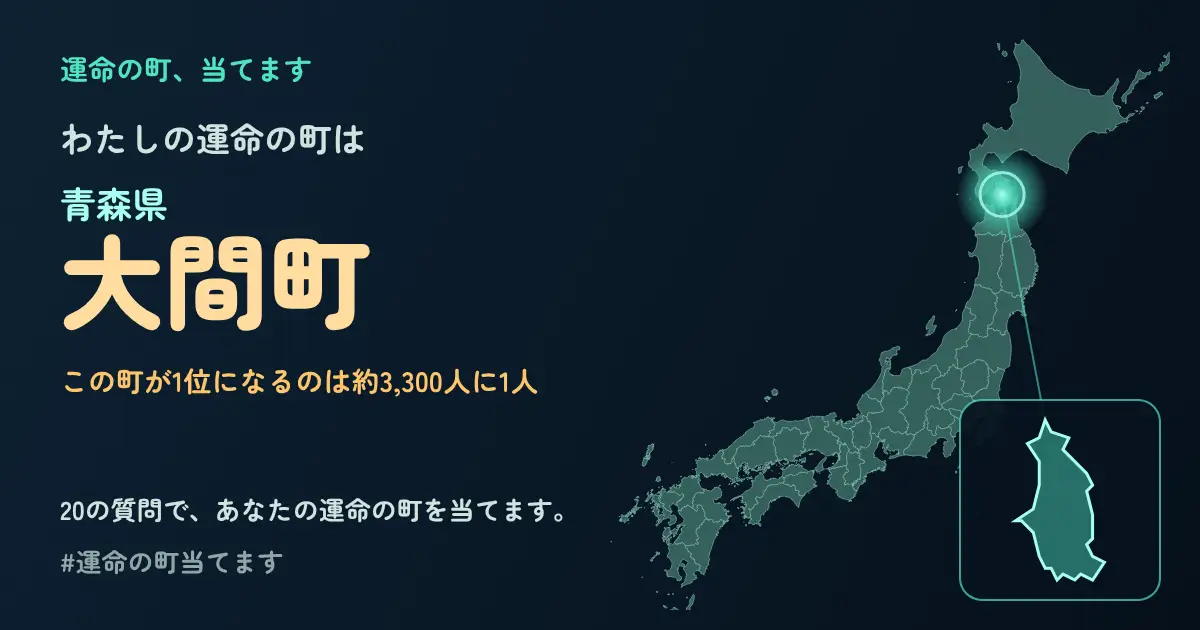 運命の町、当てます
わたしの運命の町は
青森県
大間町
この町が1位になるのは約3,300人に1人
20の質問で、あなたの運命の町を当てます。
#運命の町当てます